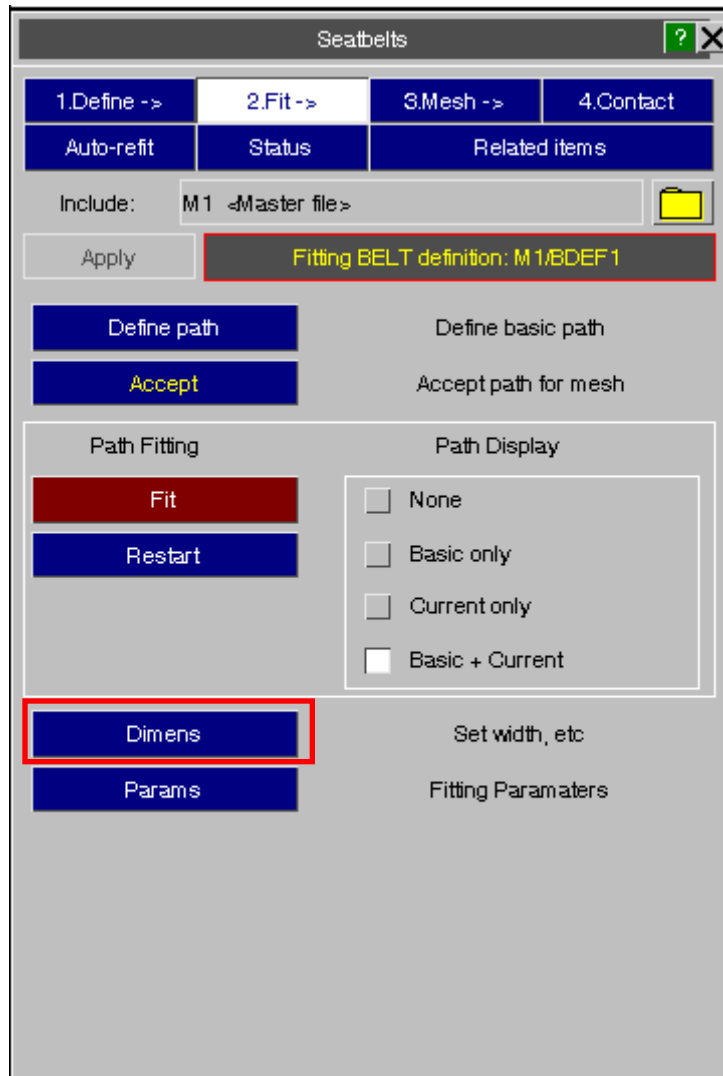 Seatbelts ? X
1.Define -> 2.Fit -> 3.Mesh -> 4.Contact
Auto-refit Status Related items
Include: M1 <Master file>
Apply Fitting BELT definition: M1/BDEF1
Define path Define basic path
Accept Accept path for mesh
Path Fitting Path Display
Fit None
Restart Basic only
Current only
Basic + Current
Dimens Set width, etc
Params Fitting Paramaters